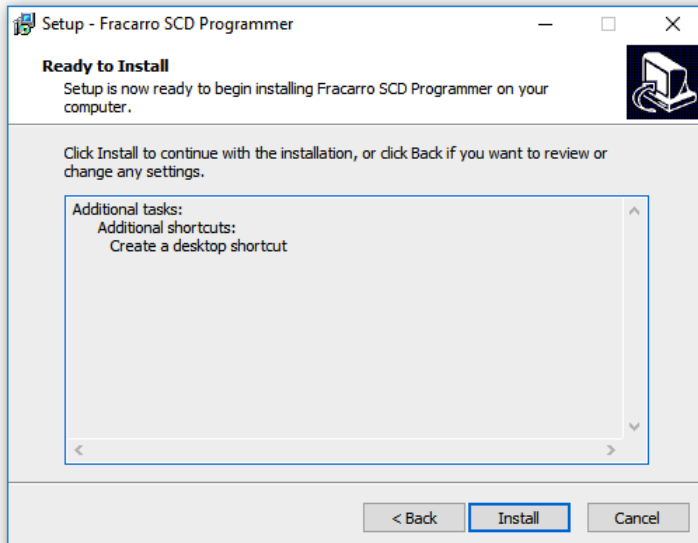 Setup - Fracarro SCD Programmer
Ready to Install
Setup is now ready to begin installing Fracarro SCD Programmer on your
computer.
Click Install to continue with the installation, or click Back if you want to review or
change any settings.
Additional tasks:
Additional shortcuts:
Create a desktop shortcut
< Back
Install
Cancel